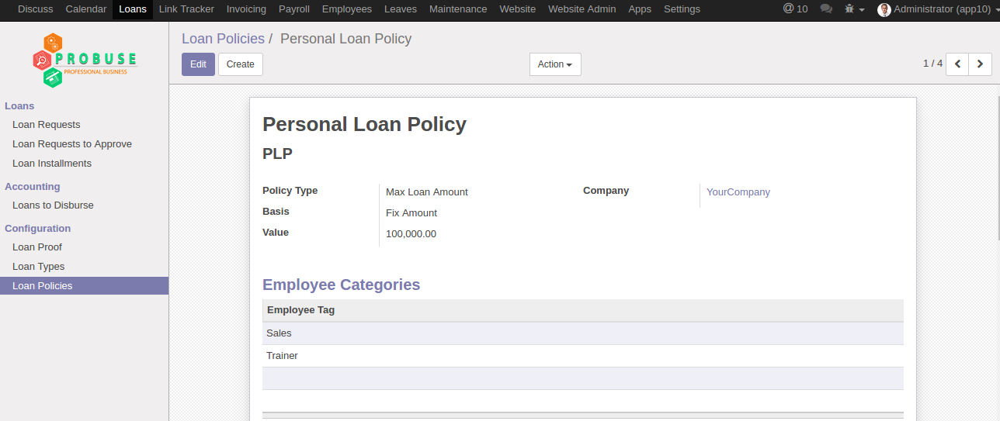 Discuss Calendar Loans Link Tracker Invoicing Payroll Employees Leaves Maintenance Website Website Admin Apps Settings @ 10 Administrator (app10)
PROBUSE
PROFESSIONAL BUSINESS
Loans
Loan Requests
Loan Requests to Approve
Loan Installments
Accounting
Loans to Disburse
Configuration
Loan Proof
Loan Types
Loan Policies
Loan Policies / Personal Loan Policy
Edit Create Action 1 / 4
Personal Loan Policy
PLP
Policy Type Max Loan Amount Company YourCompany
Basis Fix Amount
Value 100,000.00
Employee Categories
Employee Tag
Sales
Trainer